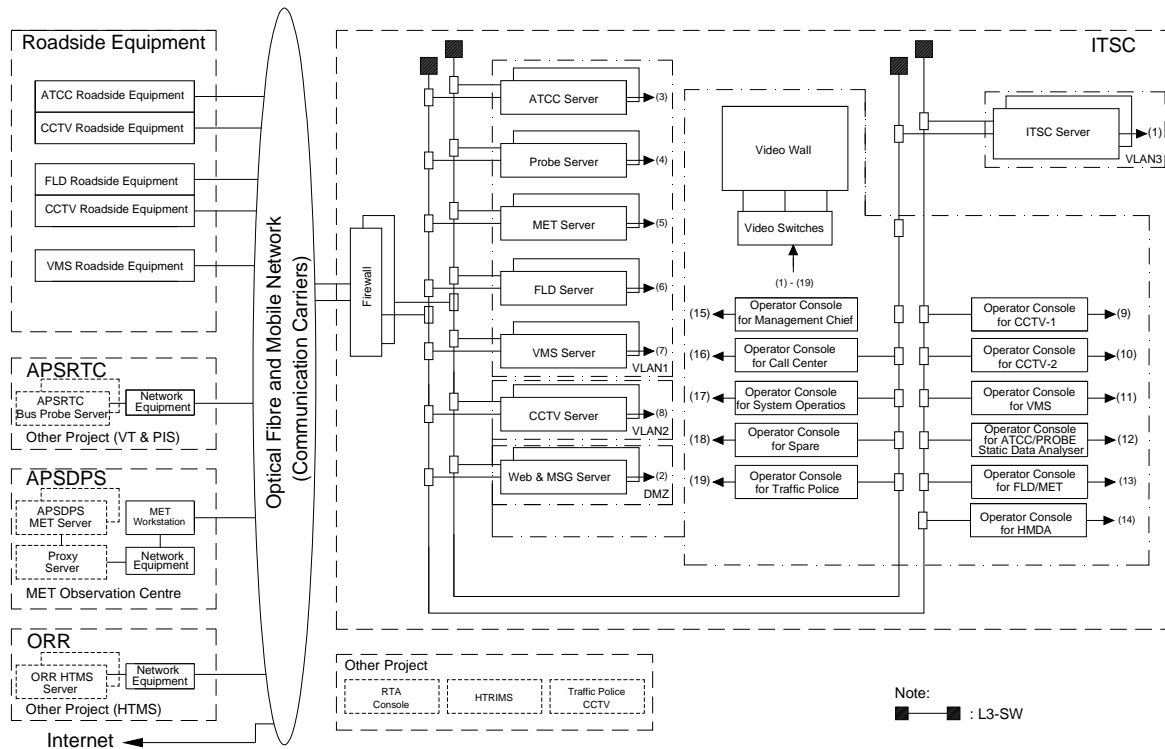 Roadside Equipment
ATCC Roadside Equipment
CCTV Roadside Equipment
FLD Roadside Equipment
CCTV Roadside Equipment
VMS Roadside Equipment
APSRTC
APSRTC
Bus Probe Server
Network
Equipment
Other Project (VT & PIS)
APSDPS
APSDPS
MET Server
MET
Workstation
Proxy
Server
Network
Equipment
MET Observation Centre
ORR
ORR HTMS
Server
Network
Equipment
Other Project (HTMS)
Internet
Optical Fibre and Mobile Network
(Communication Carriers)
Firewall
ITSC
ATCC Server
(3)
Probe Server
(4)
MET Server
(5)
FLD Server
(6)
VMS Server
(7)
VLAN1
CCTV Server
(8)
VLAN2
Web & MSG Server
(2)
DMZ
Video Wall
Video Switches
(1) - (19)
ITSC Server
(1)
VLAN3
(15)
Operator Console
for Management Chief
(16)
Operator Console
for Call Center
(17)
Operator Console
for System Operatios
(18)
Operator Console
for Spare
(19)
Operator Console
for Traffic Police
Operator Console
for CCTV-1
(9)
Operator Console
for CCTV-2
(10)
Operator Console
for VMS
(11)
Operator Console
for ATCC/PROBE
Static Data Analyser
(12)
Operator Console
for FLD/MET
(13)
Operator Console
for HMDA
(14)
Other Project
RTA
Console
HTRIMS
Traffic Police
CCTV
Note:
: L3-SW